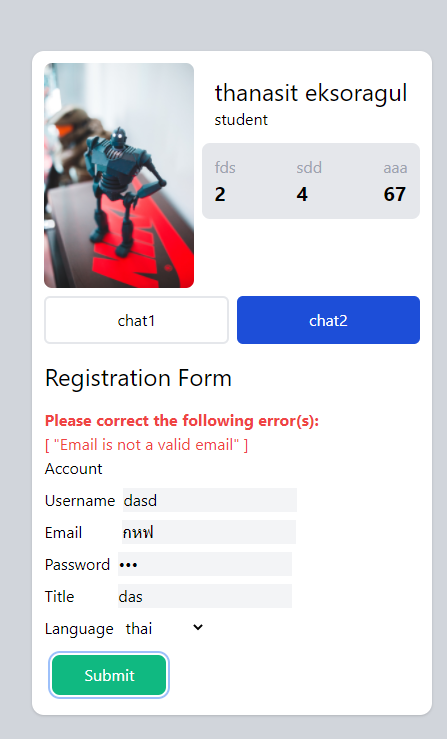 thanasit eksoragul
student
fds sdd aaa
2 4 67
chat1 chat2
Registration Form
Please correct the following error(s):
[ "Email is not a valid email" ]
Account
Username dasd
Email กหฟ
Password •••
Title das
Language thai
Submit